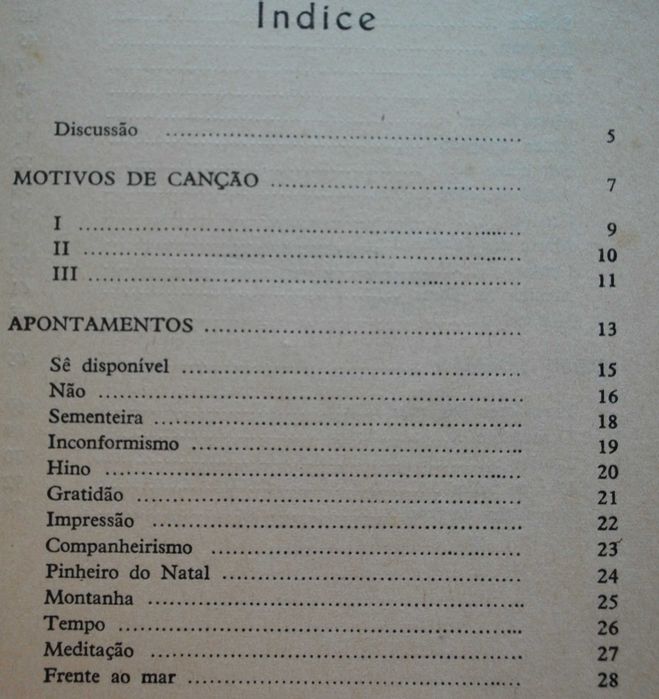 Indice
Discussão ........................................ 5
MOTIVOS DE CANÇÃO ........................................ 7
I ........................................ 9
II ........................................ 10
III ........................................ 11
APONTAMENTOS ........................................ 13
Sê disponível ........................................ 15
Não ........................................ 16
Sementeira ........................................ 18
Inconformismo ........................................ 19
Hino ........................................ 20
Gratidão ........................................ 21
Impressão ........................................ 22
Companheirismo ........................................ 23
Pinheiro do Natal ........................................ 24
Montanha ........................................ 25
Tempo ........................................ 26
Meditação ........................................ 27
Frente ao mar ........................................ 28